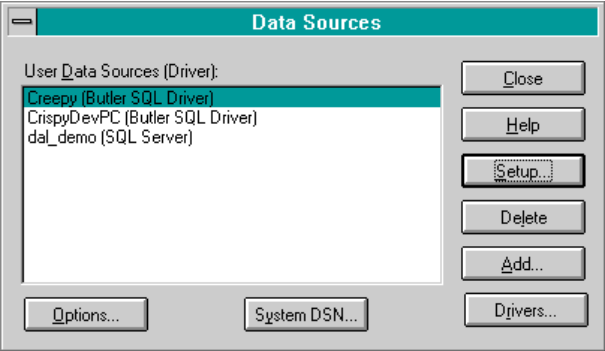 Data Sources
User Data Sources (Driver):
Creepy (Butler SQL Driver)
CrispyDevPC (Butler SQL Driver)
dal_demo (SQL Server)
Close
Help
Setup...
Delete
Add...
Options...
System DSN...
Drivers...